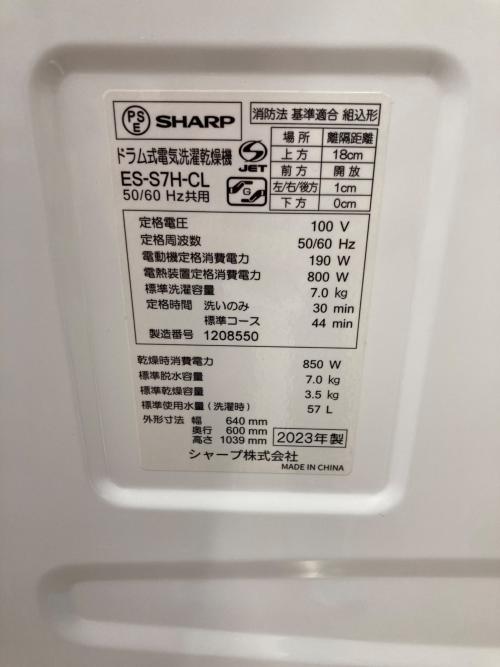 PSE SHARP
ドラム式電気洗濯乾燥機
ES-S7H-CL
50/60 Hz共用
S JET
G
消防法 基準適合 組込形
場所 離隔距離
上方 18cm
前方 開放
左/右/後方 1cm
下方 0cm
定格電圧 100 V
定格周波数 50/60 Hz
電動機定格消費電力 190 W
電熱装置定格消費電力 800 W
標準洗濯容量 7.0 kg
定格時間 洗いのみ 30 min
標準コース 44 min
製造番号 1208550
乾燥時消費電力 850 W
標準脱水容量 7.0 kg
標準乾燥容量 3.5 kg
標準使用水量(洗濯時) 57 L
外形寸法 幅 640 mm
奥行 600 mm
高さ 1039 mm
2023年製
シャープ株式会社
MADE IN CHINA